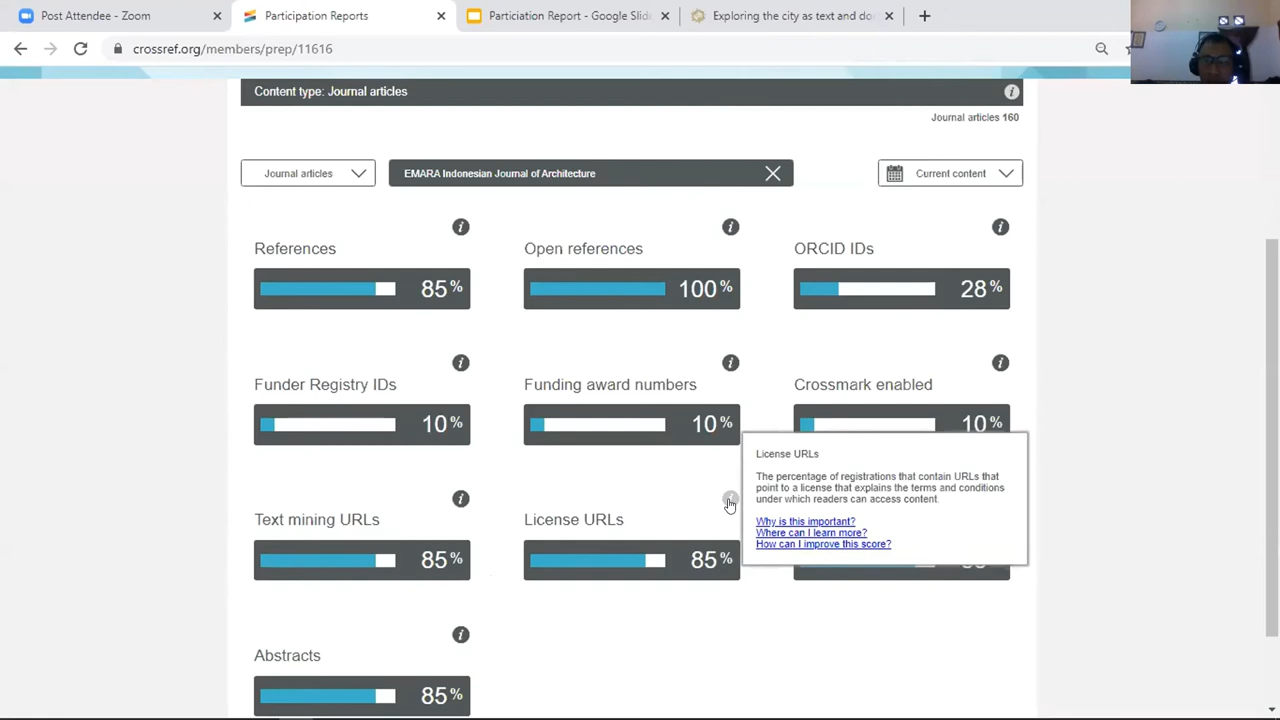 Post Attendee - Zoom
Participation Reports
Particiation Report - Google Slide
Exploring the city as text and dor
crossref.org/members/prep/11616
Content type: Journal articles
Journal articles 160
Journal articles
EMARA Indonesian Journal of Architecture
Current content
References
Open references
ORCID IDs
85%
100%
28%
Funder Registry IDs
Funding award numbers
Crossmark enabled
10%
10%
10%
License URLs
The percentage of registrations that contain URLs that
point to a license that explains the terms and conditions
under which readers can access content.
Why is this important?
Where can I learn more?
How can I improve this score?
Text mining URLs
License URLs
85%
85%
Abstracts
85%